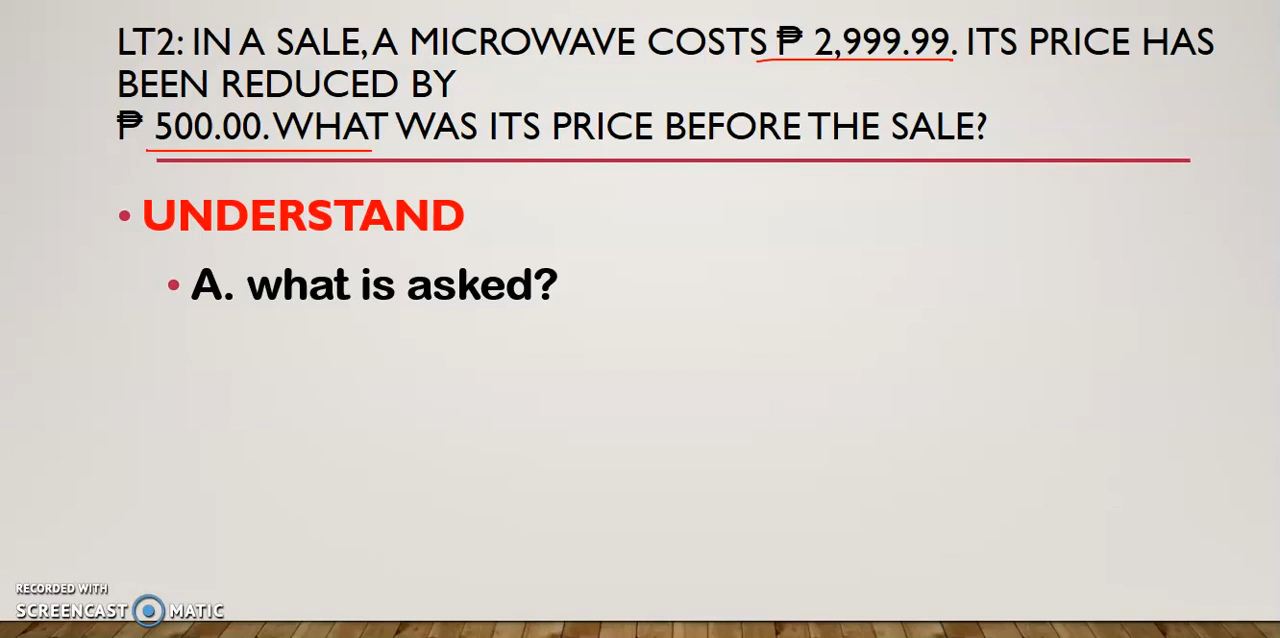 LT2: IN A SALE, A MICROWAVE COSTS ₱ 2,999.99. ITS PRICE HAS
BEEN REDUCED BY
₱ 500.00. WHAT WAS ITS PRICE BEFORE THE SALE?
• UNDERSTAND
• A. what is asked?
RECORDED WITH
SCREENCAST MATIC